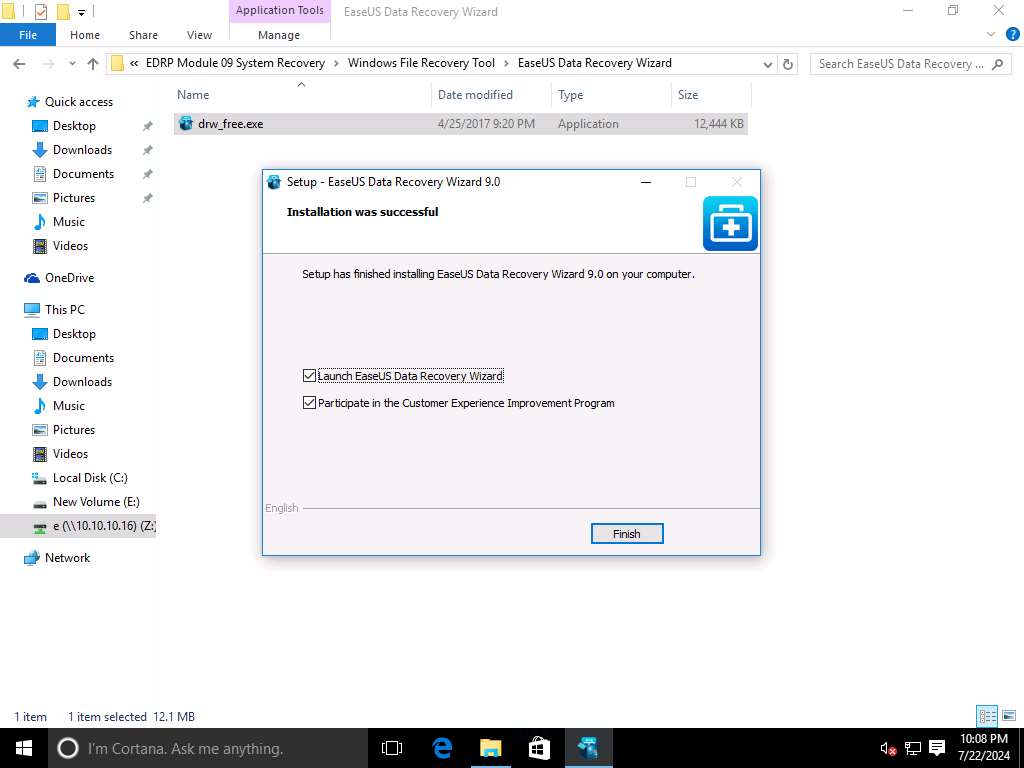 Application Tools
EaseUS Data Recovery Wizard
File
Home
Share
View
Manage
«
EDRP Module 09 System Recovery
Windows File Recovery Tool
EaseUS Data Recovery Wizard
Search EaseUS Data Recovery ...
Name
Date modified
Type
Size
drw_free.exe
4/25/2017 9:20 PM
Application
12,444 KB
Quick access
Desktop
Downloads
Documents
Pictures
Music
Videos
OneDrive
This PC
Desktop
Documents
Downloads
Music
Pictures
Videos
Local Disk (C:)
New Volume (E:)
e (\\10.10.10.16) (Z:)
Network
Setup - EaseUS Data Recovery Wizard 9.0
Installation was successful
Setup has finished installing EaseUS Data Recovery Wizard 9.0 on your computer.
Launch EaseUS Data Recovery Wizard
Participate in the Customer Experience Improvement Program
English
Finish
1 item
1 item selected 12.1 MB
I'm Cortana. Ask me anything.
10:08 PM
7/22/2024